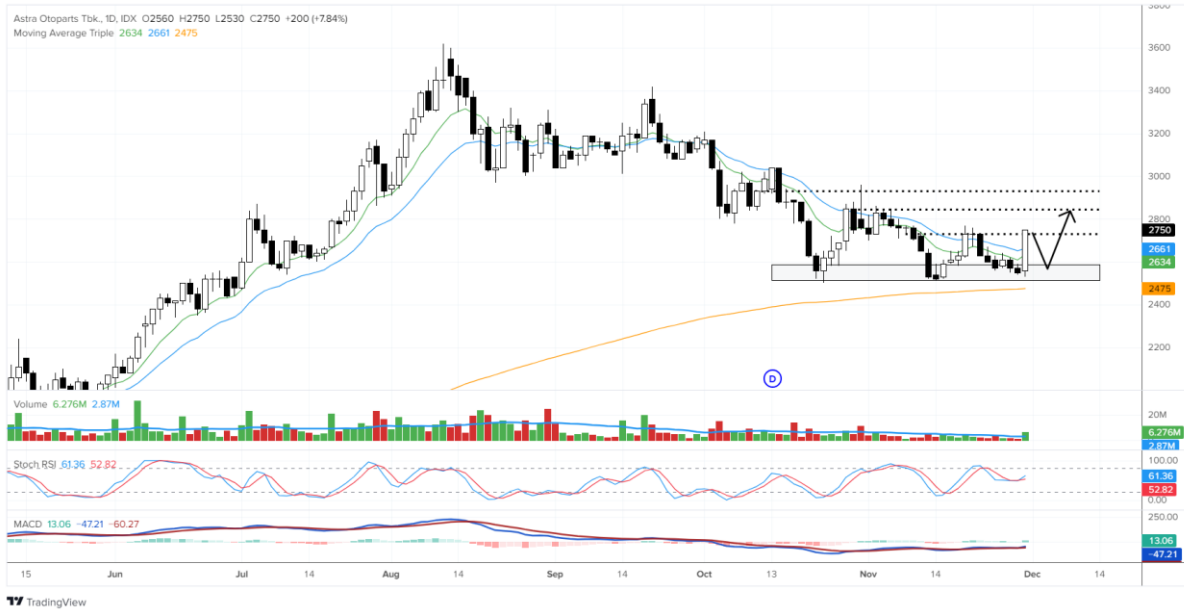 Astra Otoparts Tbk., 1D, IDX O2560 H2750 L2530 C2750 +200 (+7.84%)
Moving Average Triple 2634 2661 2475
3800
3600
3400
3200
3000
2800
2750
2661
2634
2475
2400
2200
D
Volume 6.276M 2.87M
20M
6.276M
2.87M
Stoch RSI 61.36 52.82
100.00
61.36
52.82
0.00
MACD 13.06 −47.21 −60.27
250.00
13.06
−47.21
15 Jun Jul 14 Aug 14 Sep 14 Oct 13 Nov 14 Dec 14
TradingView